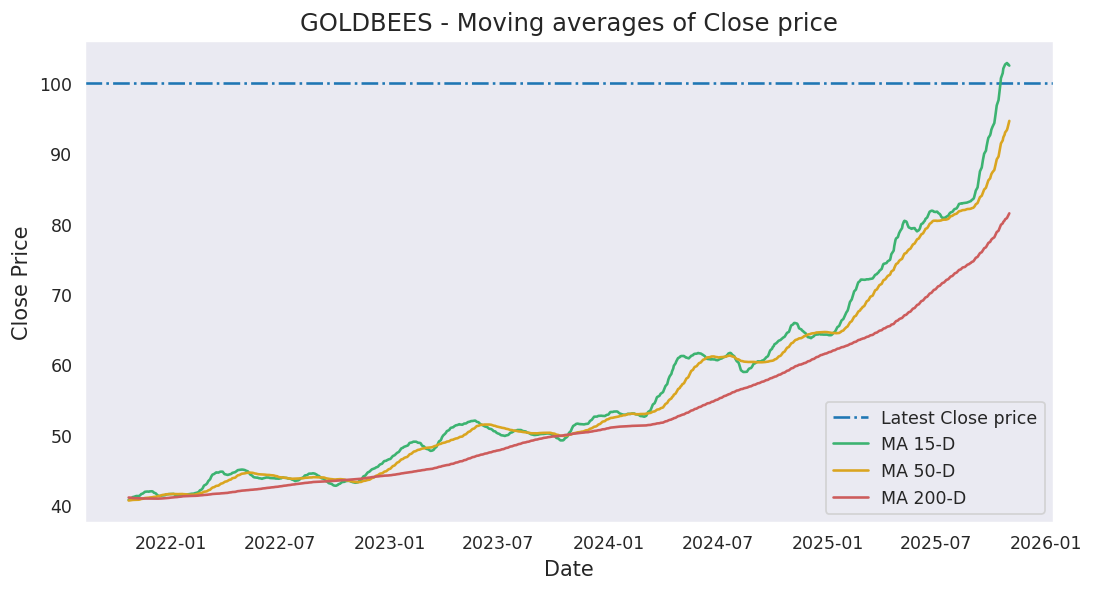 GOLDBEES - Moving averages of Close price
Close Price
100
90
80
70
60
50
40
2022-01 2022-07 2023-01 2023-07 2024-01 2024-07 2025-01 2025-07 2026-01
Date
Latest Close price
MA 15-D
MA 50-D
MA 200-D